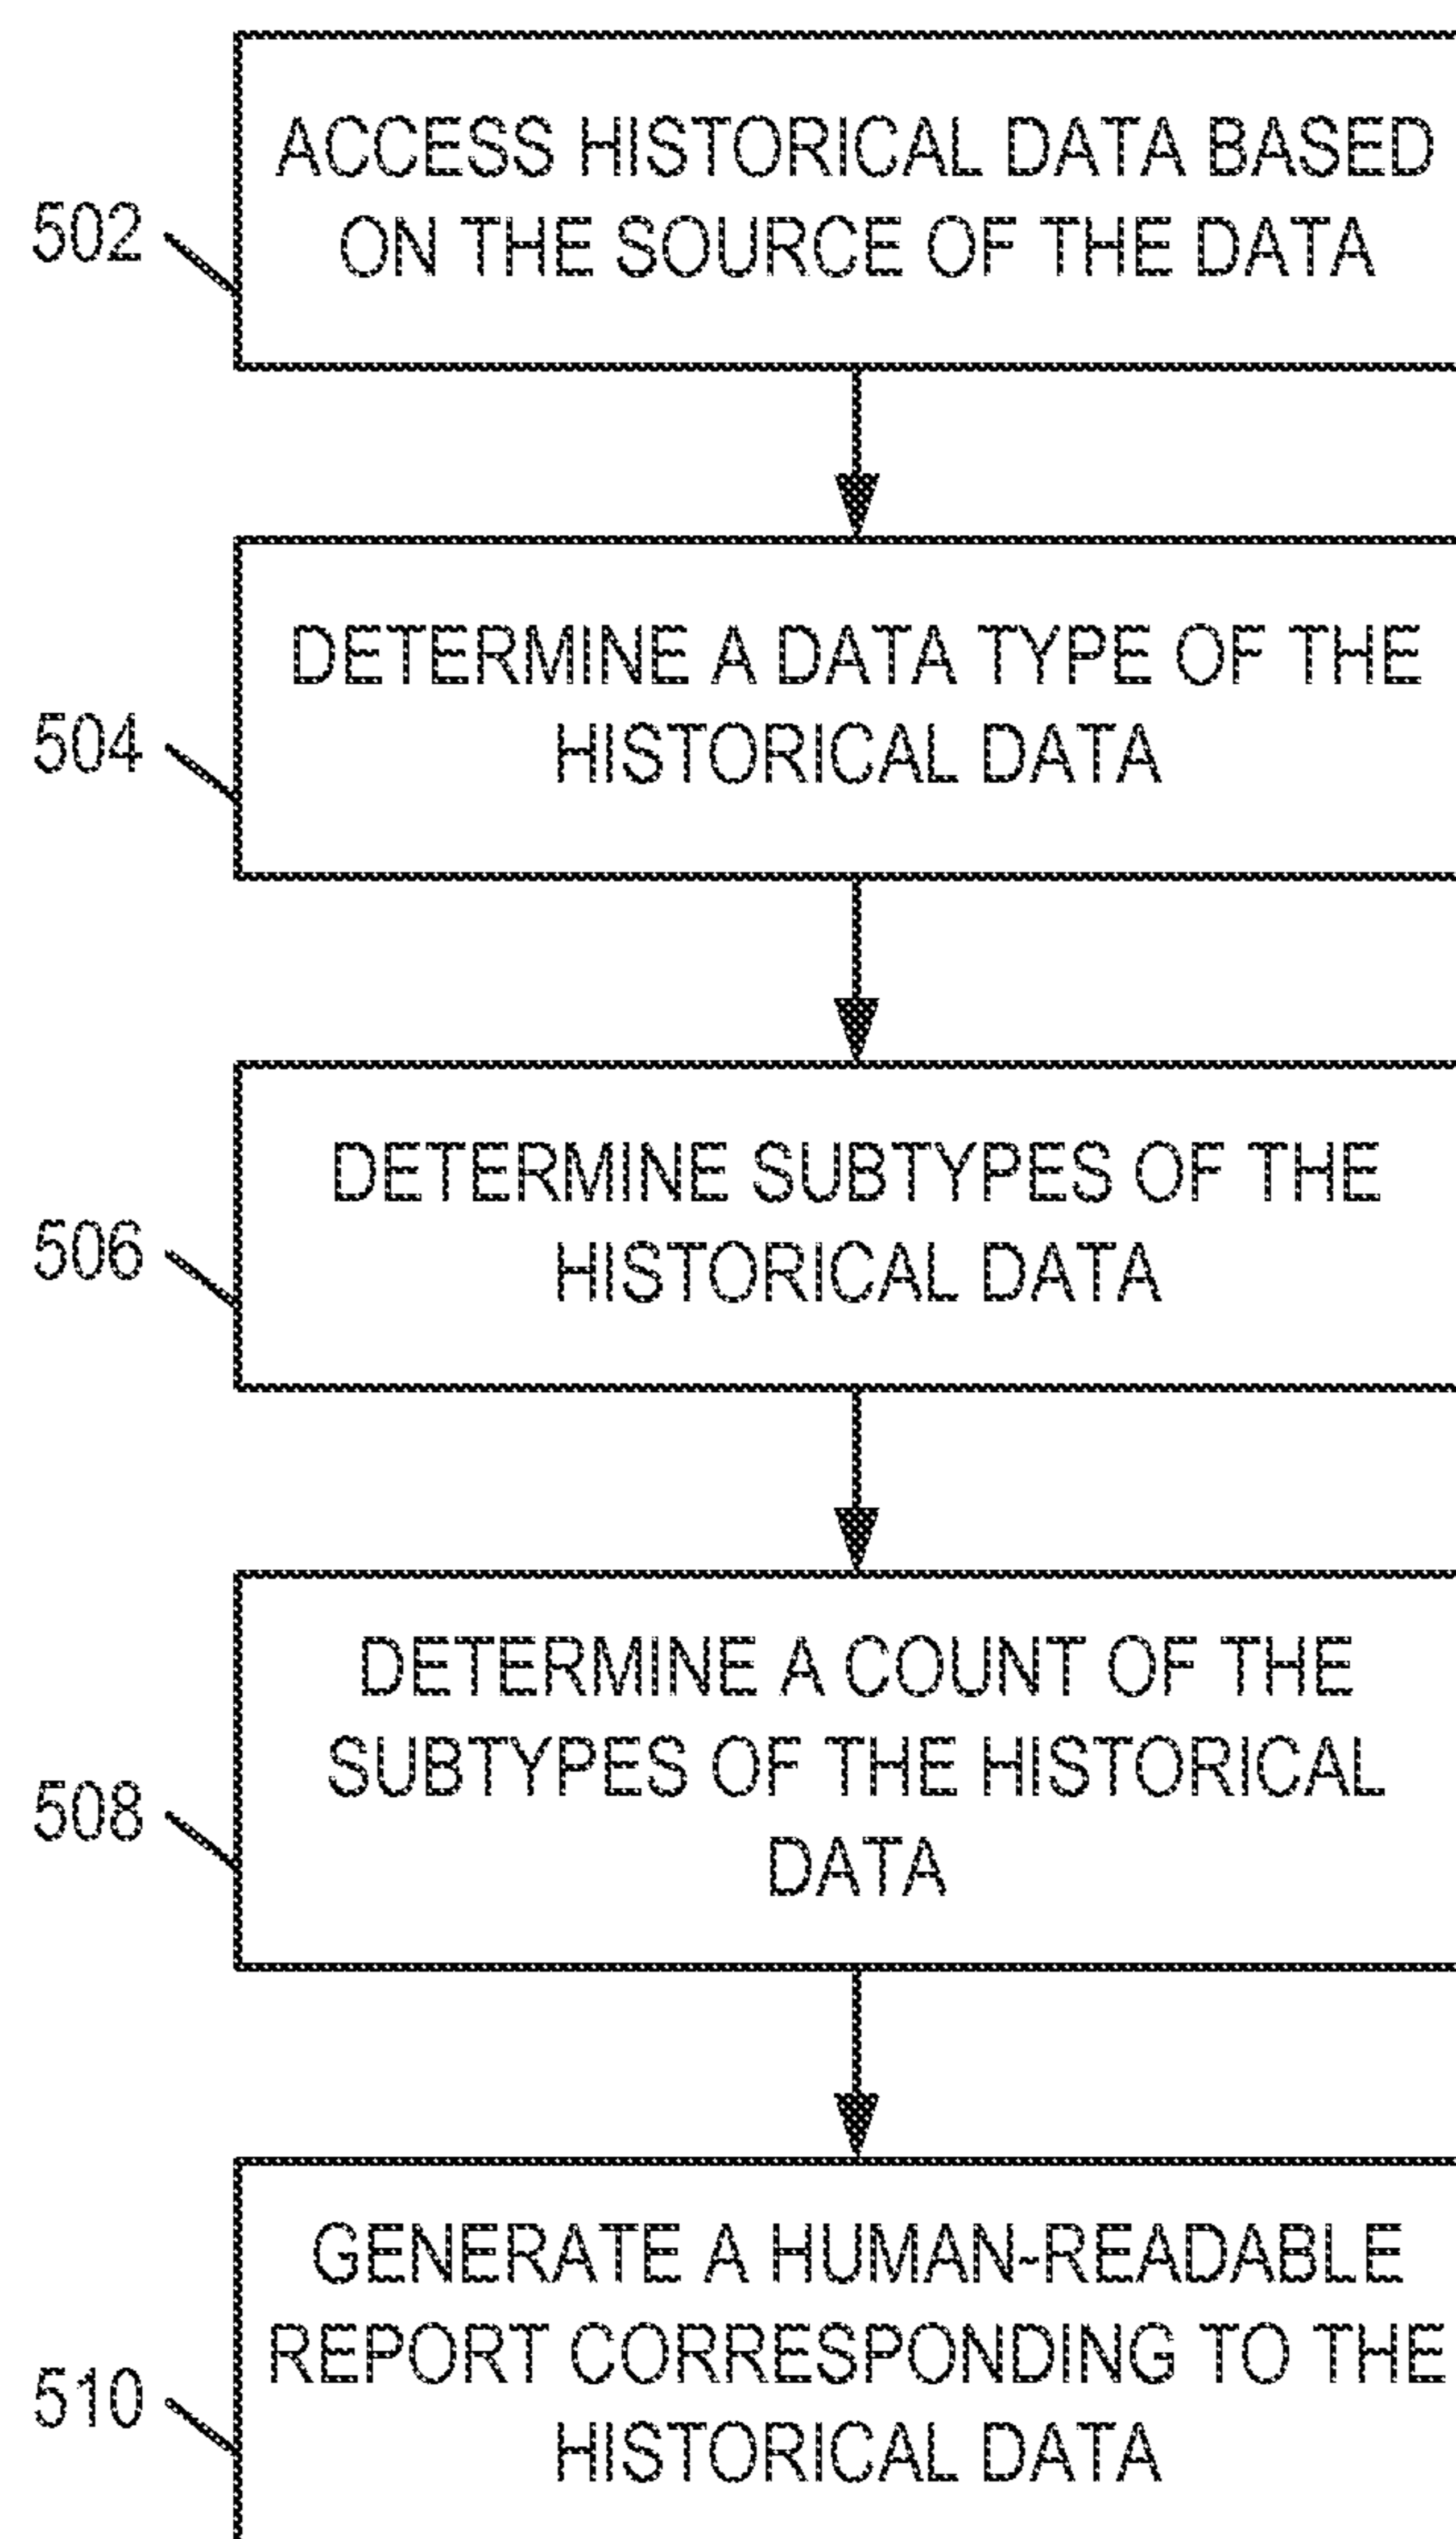 ACCESS HISTORICAL DATA BASED
ON THE SOURCE OF THE DATA
502
DETERMINE A DATA TYPE OF THE
HISTORICAL DATA
504
DETERMINE SUBTYPES OF THE
HISTORICAL DATA
506
DETERMINE A COUNT OF THE
SUBTYPES OF THE HISTORICAL
DATA
508
GENERATE A HUMAN-READABLE
REPORT CORRESPONDING TO THE
HISTORICAL DATA
510